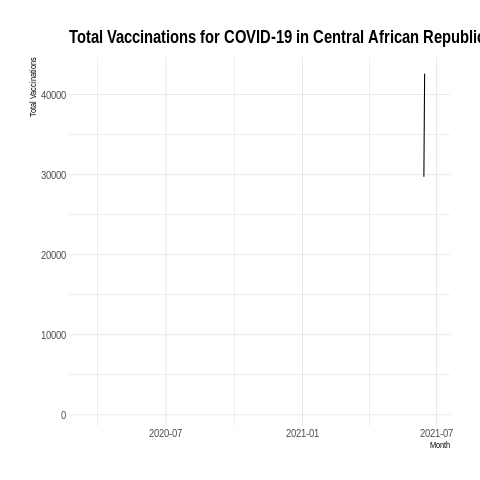 Total Vaccinations for COVID-19 in Central African Republic
Total Vaccinations
40000
30000
20000
10000
0
2020-07
2021-01
2021-07
Month